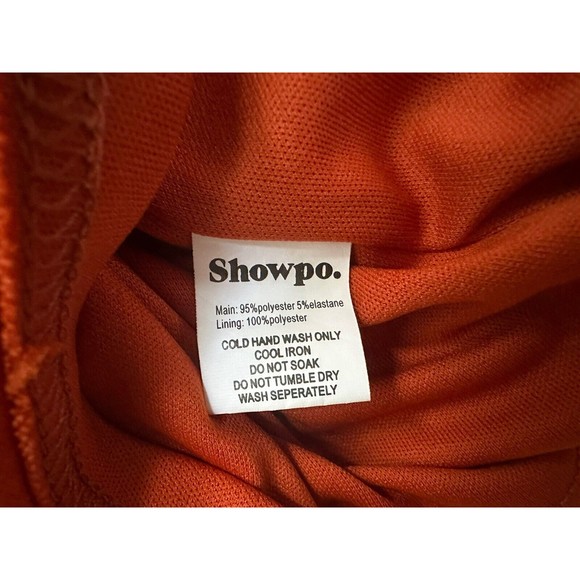 Showpo.
Main: 95%polyester 5%elastane
Lining: 100%polyester
COLD HAND WASH ONLY
COOL IRON
DO NOT SOAK
DO NOT TUMBLE DRY
WASH SEPERATELY